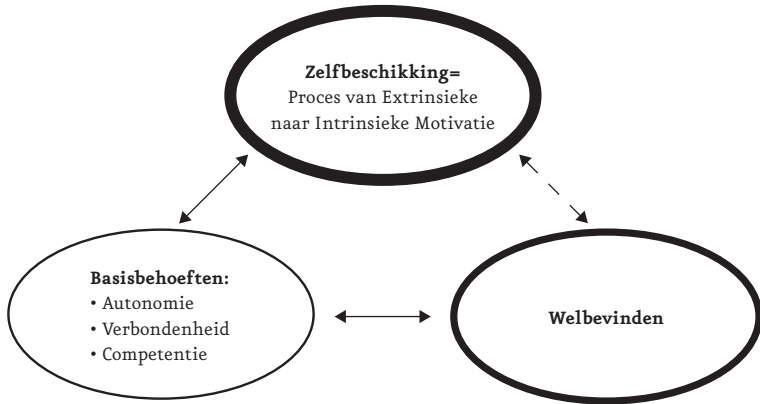 Zelfbeschikking=
Proces van Extrinsieke
naar Intrinsieke Motivatie
Basisbehoeften:
• Autonomie
• Verbondenheid
• Competentie
Welbevinden